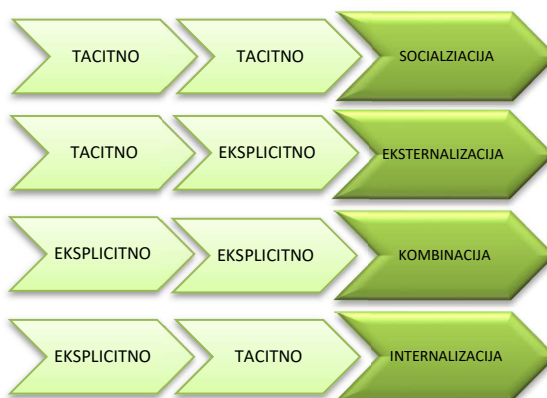 TACITNO TACITNO SOCIALZIACIJA
TACITNO EKSPLICITNO EKSTERNALIZACIJA
EKSPLICITNO EKSPLICITNO KOMBINACIJA
EKSPLICITNO TACITNO INTERNALIZACIJA